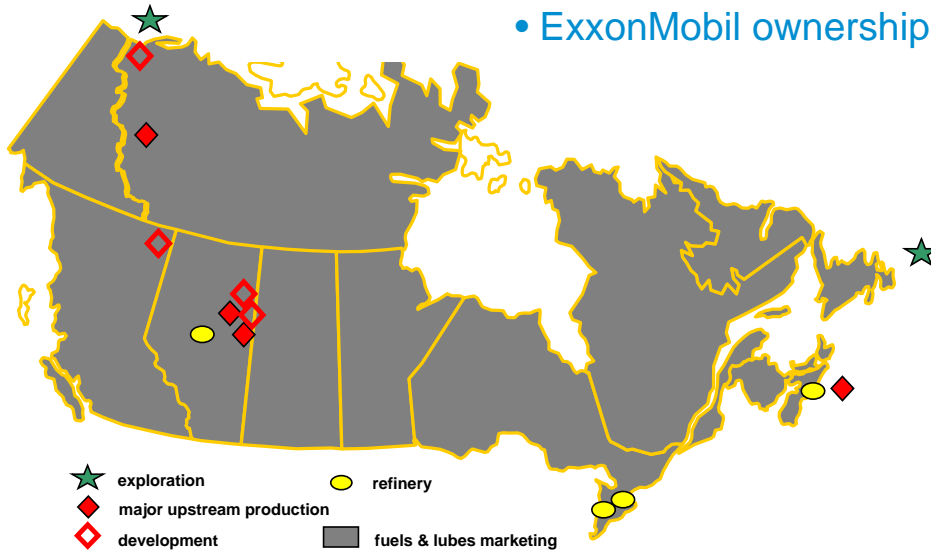 • ExxonMobil ownership
exploration
refinery
major upstream production
development
fuels & lubes marketing